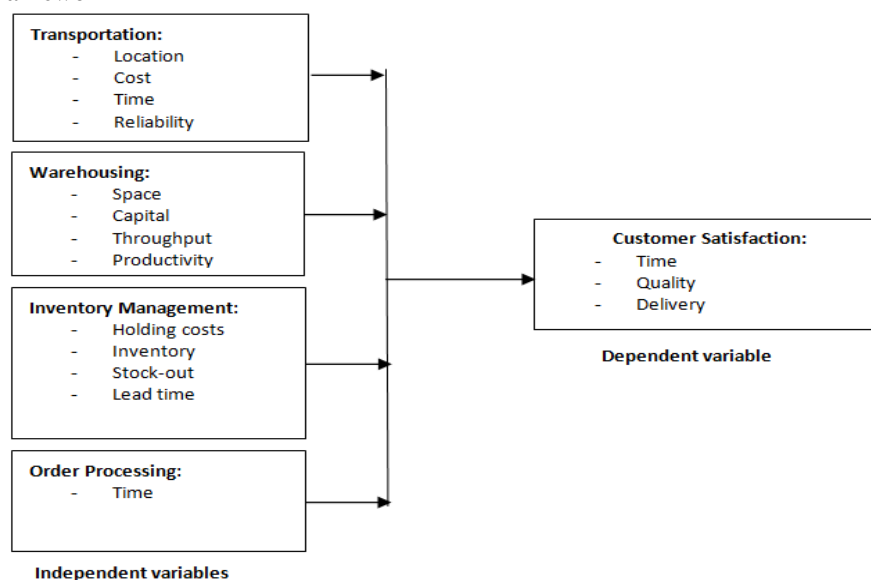 Transportation:
- Location
- Cost
- Time
- Reliability
Warehousing:
- Space
- Capital
- Throughput
- Productivity
Inventory Management:
- Holding costs
- Inventory
- Stock-out
- Lead time
Order Processing:
- Time
Independent variables
Customer Satisfaction:
- Time
- Quality
- Delivery
Dependent variable